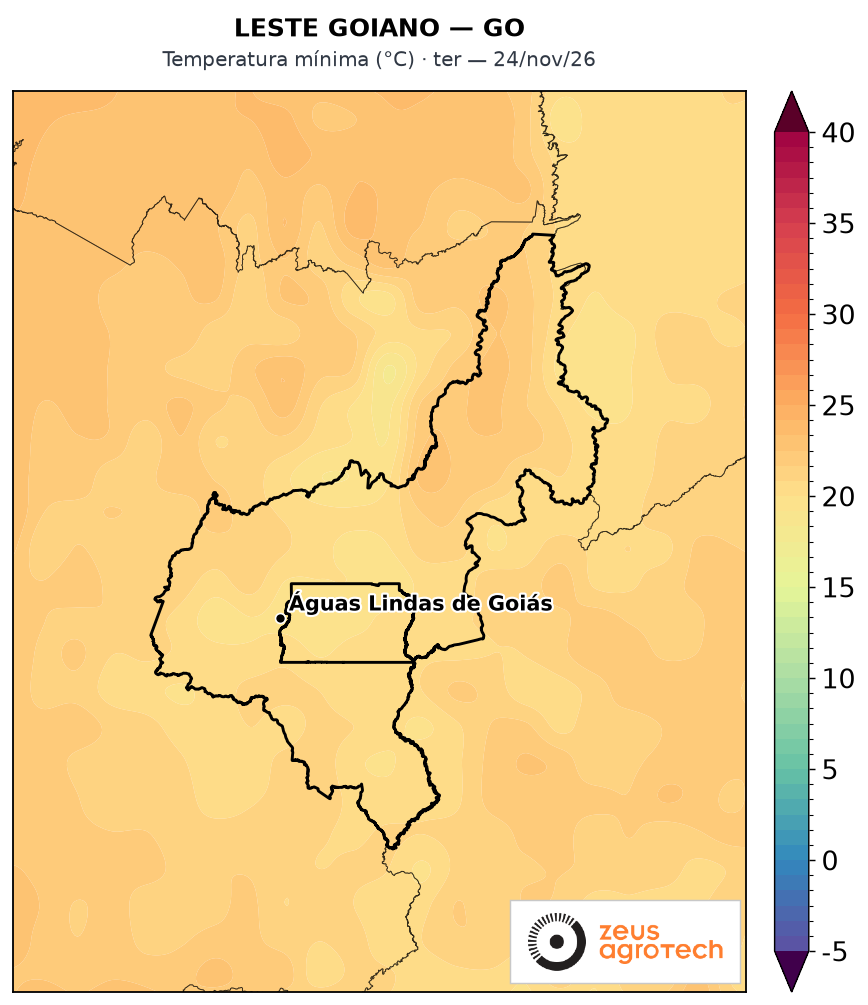 LESTE GOIANO — GO
Temperatura mínima (°C) · ter — 24/nov/26
40
35
30
25
20
15
10
5
0
-5
Águas Lindas de Goiás
zeus
agrotech